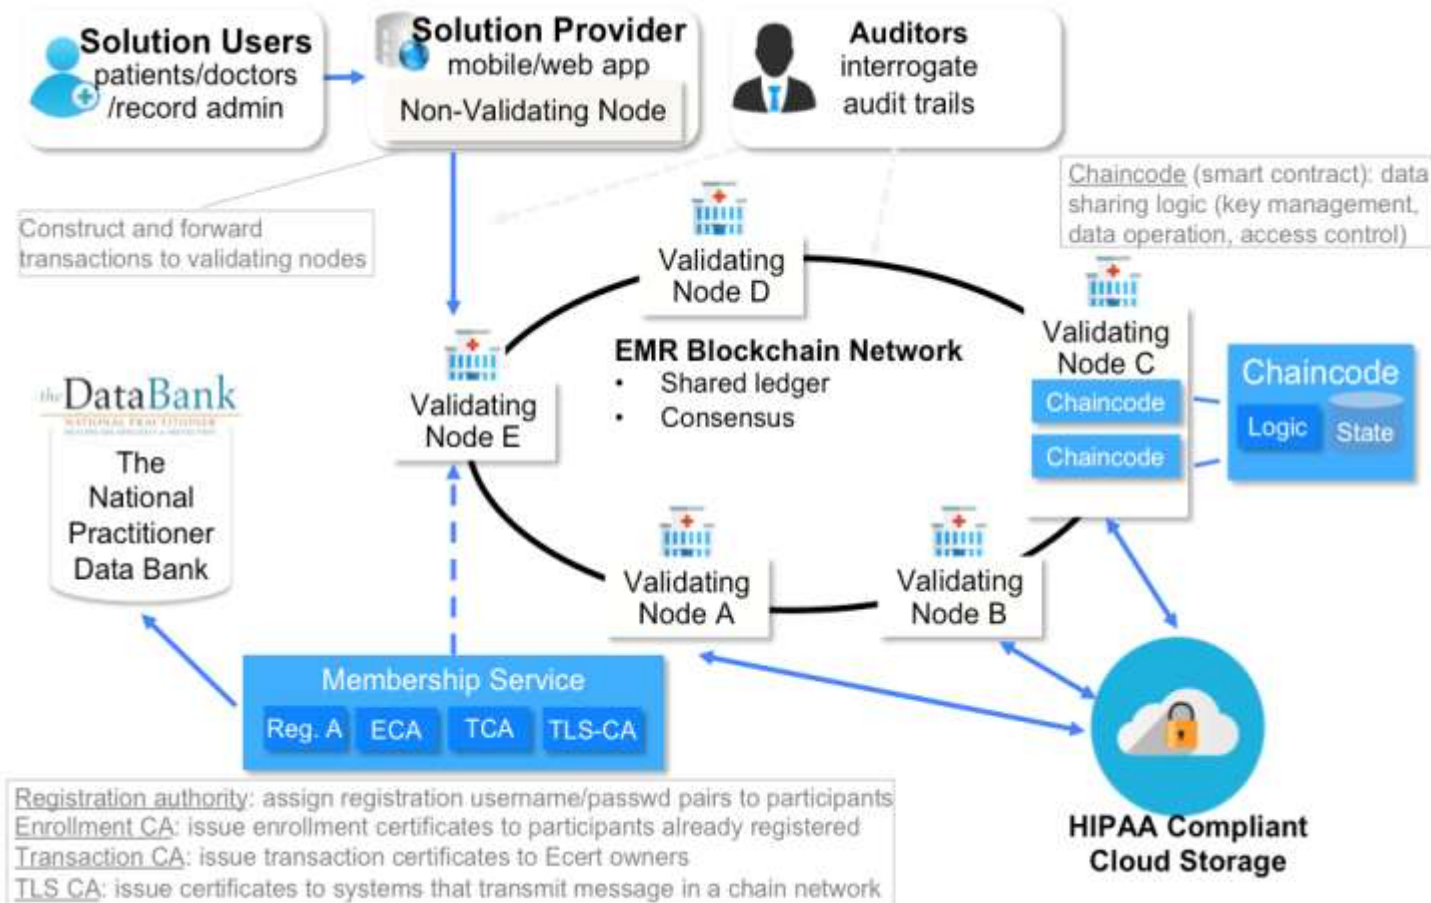 Solution Users
patients/doctors
/record admin
Solution Provider
mobile/web app
Non-Validating Node
Auditors
interrogate
audit trails
Construct and forward
transactions to validating nodes
Chaincode (smart contract): data
sharing logic (key management,
data operation, access control)
Validating
Node D
Validating
Node C
Chaincode
Chaincode
Chaincode
Logic
State
EMR Blockchain Network
• Shared ledger
• Consensus
Validating
Node E
the DataBank
NATIONAL PRACTITIONER
The
National
Practitioner
Data Bank
Validating
Node A
Validating
Node B
Membership Service
Reg. A
ECA
TCA
TLS-CA
HIPAA Compliant
Cloud Storage
Registration authority: assign registration username/passwd pairs to participants
Enrollment CA: issue enrollment certificates to participants already registered
Transaction CA: issue transaction certificates to Ecert owners
TLS CA: issue certificates to systems that transmit message in a chain network